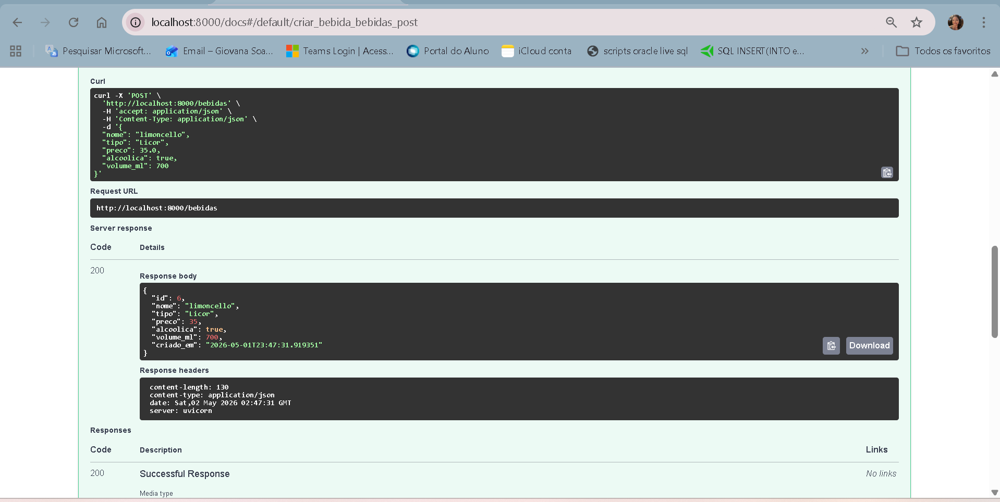 localhost:8000/docs#/default/criar_bebida_bebidas_post
Pesquisar Microsoft...
Email – Giovana Soa...
Teams Login | Acess...
Portal do Aluno
iCloud conta
scripts oracle live sql
SQL INSERT(INTO e...
Todos os favoritos
Curl
curl -X 'POST' \
'http://localhost:8000/bebidas' \
-H 'accept: application/json' \
-H 'Content-Type: application/json' \
-d '{
"nome": "limoncello",
"tipo": "Licor",
"preco": 35.0,
"alcoolica": true,
"volume_ml": 700
}'
Request URL
http://localhost:8000/bebidas
Server response
Code Details
200
Response body
{
"id": 6,
"nome": "limoncello",
"tipo": "Licor",
"preco": 35,
"alcoolica": true,
"volume_ml": 700,
"criado_em": "2026-05-01T23:47:31.919351"
}
Download
Response headers
content-length: 130
content-type: application/json
date: Sat,02 May 2026 02:47:31 GMT
server: uvicorn
Responses
Code Description Links
200 Successful Response No links
Media type